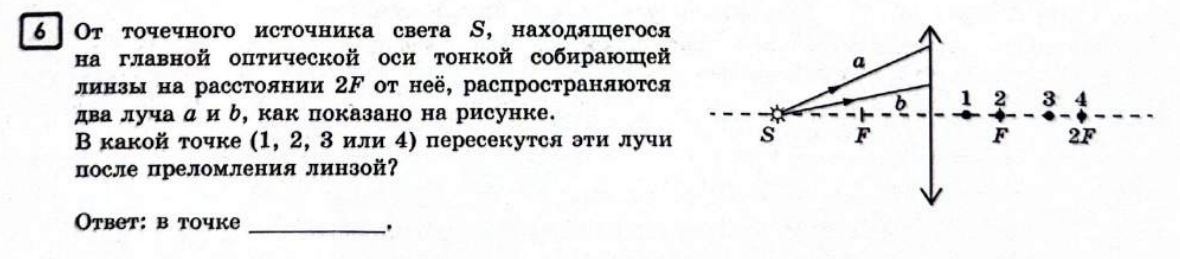 6 От точечного источника света S, находящегося
на главной оптической оси тонкой собирающей
линзы на расстоянии 2F от неё, распространяются
два луча a и b, как показано на рисунке.
В какой точке (1, 2, 3 или 4) пересекутся эти лучи
после преломления линзой?
Ответ: в точке ____________.
a
b
1 2 3 4
S F F 2F